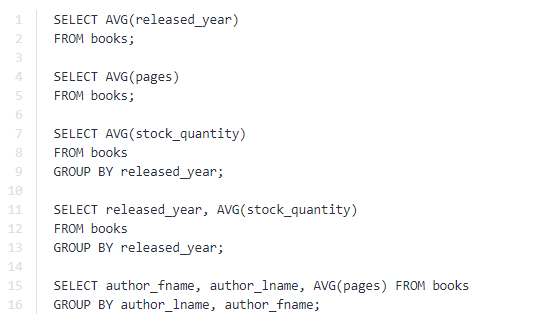 1 SELECT AVG(released_year)
2 FROM books;
3
4 SELECT AVG(pages)
5 FROM books;
6
7 SELECT AVG(stock_quantity)
8 FROM books
9 GROUP BY released_year;
10
11 SELECT released_year, AVG(stock_quantity)
12 FROM books
13 GROUP BY released_year;
14
15 SELECT author_fname, author_lname, AVG(pages) FROM books
16 GROUP BY author_lname, author_fname;